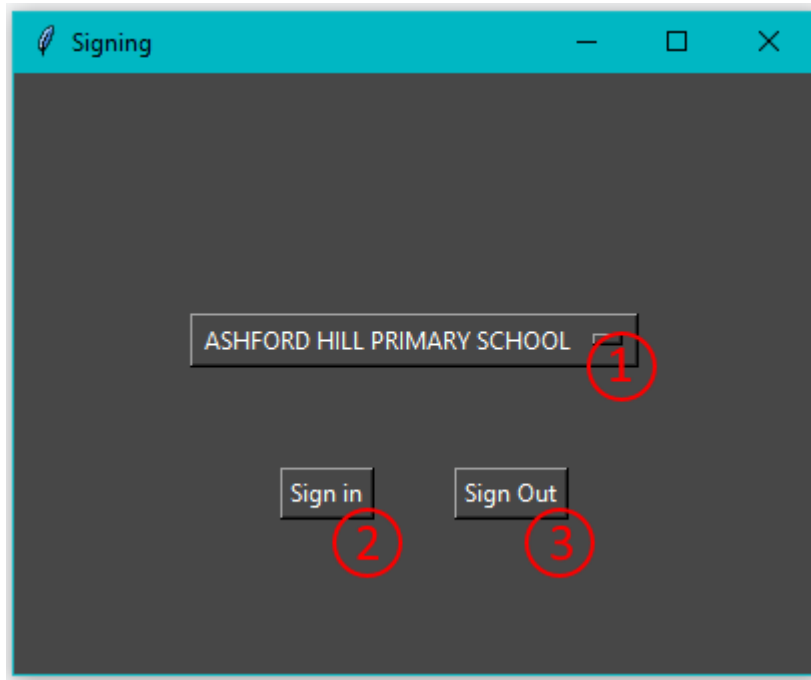 Signing
ASHFORD HILL PRIMARY SCHOOL
1
Sign in
Sign Out
2
3